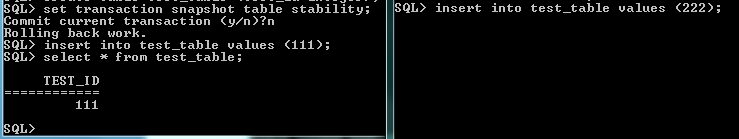 SQL> set transaction snapshot table stability;
Commit current transaction (y/n)?n
Rolling back work.
SQL> insert into test_table values (111);
SQL> select * from test_table;
TEST_ID
============
111
SQL>
SQL> insert into test_table values (222);